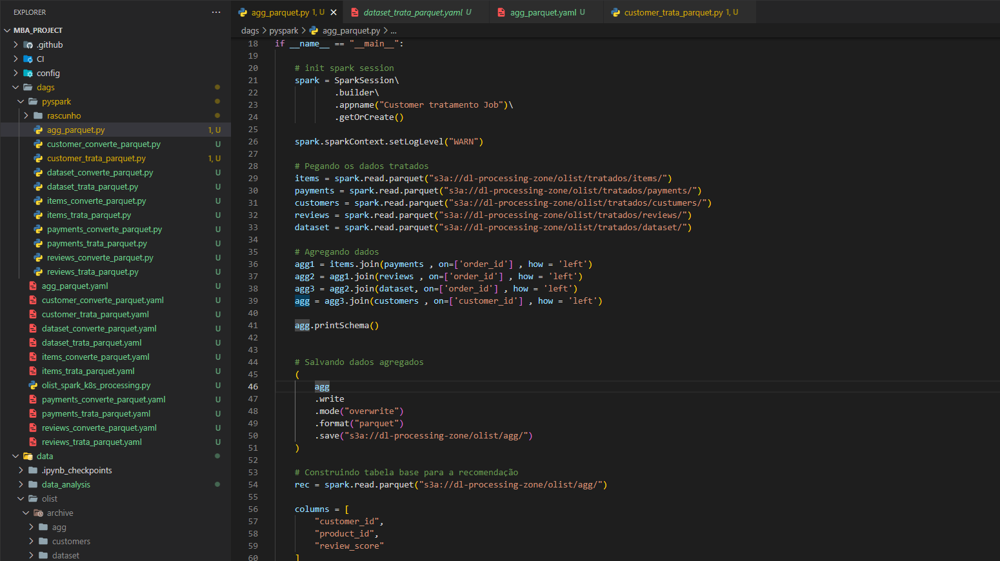 EXPLORER
...
MBA_PROJECT
.github
CI
config
dags
pyspark
rascunho
agg_parquet.py 1, U
customer_converte_parquet.py U
customer_trata_parquet.py 1, U
dataset_converte_parquet.py U
dataset_trata_parquet.py U
items_converte_parquet.py U
items_trata_parquet.py U
payments_converte_parquet.py U
payments_trata_parquet.py U
reviews_converte_parquet.py U
reviews_trata_parquet.py U
agg_parquet.yaml U
customer_converte_parquet.yaml U
customer_trata_parquet.yaml U
dataset_converte_parquet.yaml U
dataset_trata_parquet.yaml U
items_converte_parquet.yaml U
items_trata_parquet.yaml U
olist_spark_k8s_processing.py U
payments_converte_parquet.yaml U
payments_trata_parquet.yaml U
reviews_converte_parquet.yaml U
reviews_trata_parquet.yaml U
data
.ipynb_checkpoints
data_analysis
olist
archive
agg
customers
dataset
agg_parquet.py 1, U × dataset_trata_parquet.yaml U agg_parquet.yaml U customer_trata_parquet.py 1, U
dags > pyspark > agg_parquet.py > ...
18 if __name__ == "__main__":
19
20 # init spark session
21 spark = SparkSession\
22 .builder\
23 .appname("Customer tratamento Job")\
24 .getOrCreate()
25
26 spark.sparkContext.setLogLevel("WARN")
27
28 # Pegando os dados tratados
29 items = spark.read.parquet("s3a://dl-processing-zone/olist/tratados/items/")
30 payments = spark.read.parquet("s3a://dl-processing-zone/olist/tratados/payments/")
31 customers = spark.read.parquet("s3a://dl-processing-zone/olist/tratados/custumers/")
32 reviews = spark.read.parquet("s3a://dl-processing-zone/olist/tratados/reviews/")
33 dataset = spark.read.parquet("s3a://dl-processing-zone/olist/tratados/dataset/")
34
35 # Agregando dados
36 agg1 = items.join(payments , on=['order_id'] , how = 'left')
37 agg2 = agg1.join(reviews , on=['order_id'] , how = 'left')
38 agg3 = agg2.join(dataset, on=['order_id'] , how = 'left')
39 agg = agg3.join(customers , on=['customer_id'] , how = 'left')
40
41 agg.printSchema()
42
43
44 # Salvando dados agregados
45 (
46 agg
47 .write
48 .mode("overwrite")
49 .format("parquet")
50 .save("s3a://dl-processing-zone/olist/agg/")
51 )
52
53 # Construindo tabela base para a recomendação
54 rec = spark.read.parquet("s3a://dl-processing-zone/olist/agg/")
55
56 columns = [
57 "customer_id",
58 "product_id",
59 "review_score"
60 ]